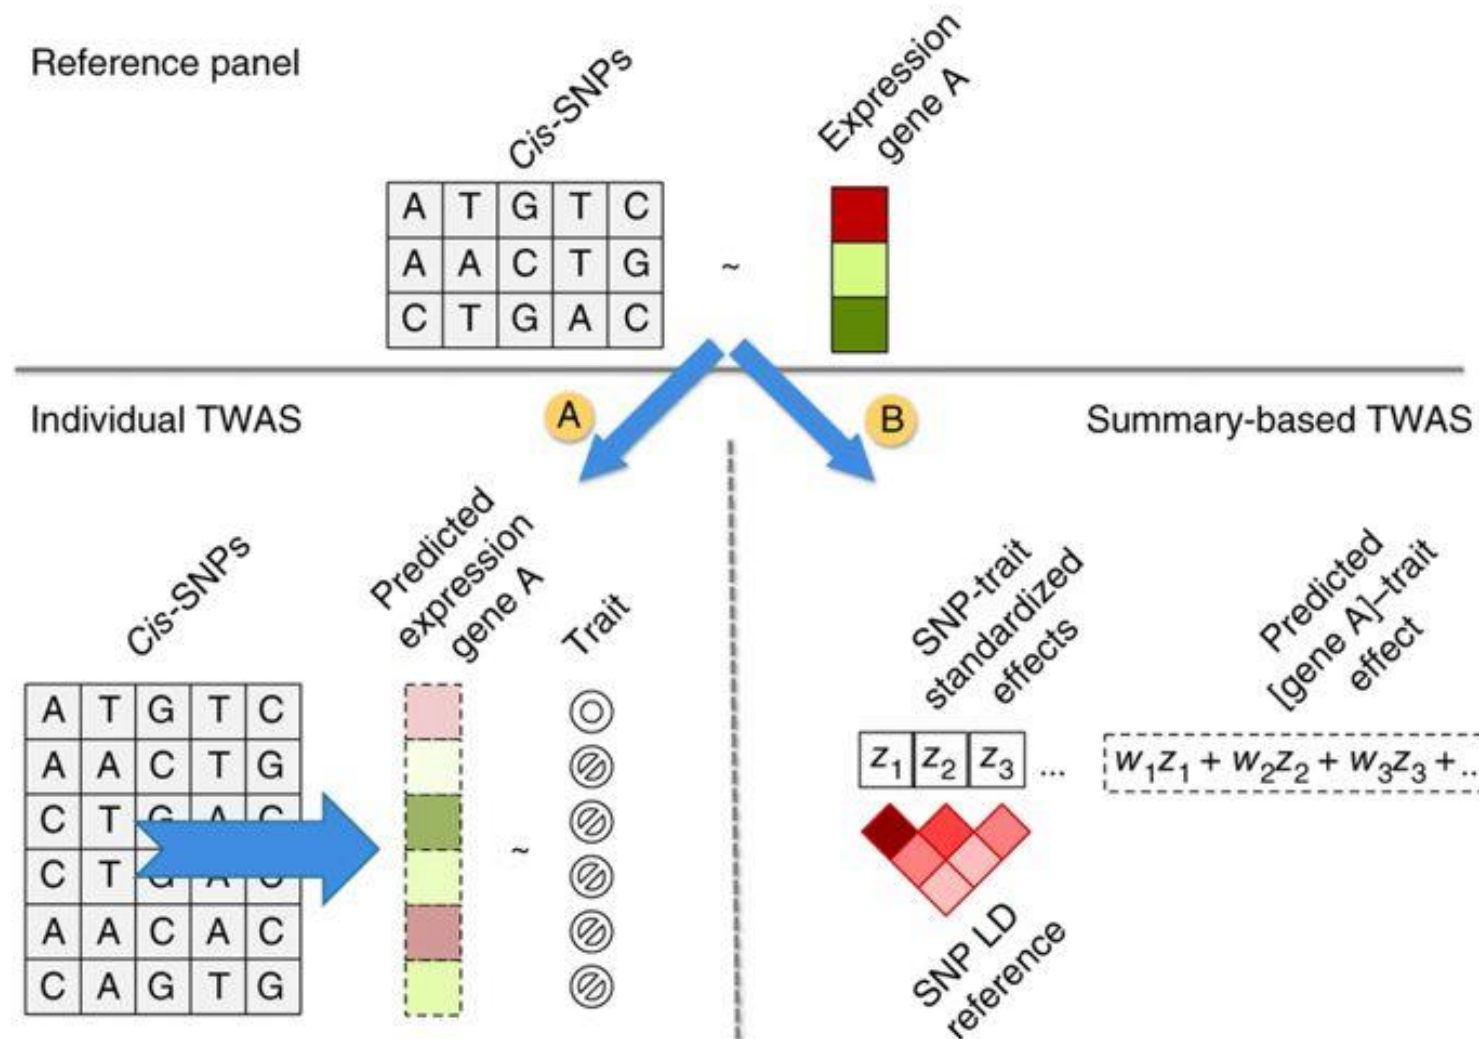 Reference panel
Cis-SNPs
Expression
gene A
A T G T C
A A C T G
C T G A C
~
A
B
Individual TWAS
Summary-based TWAS
Cis-SNPs
Predicted
expression
gene A
Trait
A T G T C
A A C T G
C T G A C
C T G A C
A A C A C
C A G T G
~
SNP-trait
standardized
effects
Predicted
[gene A]–trait
effect
z1 z2 z3 ...
w1z1 + w2z2 + w3z3 +...
SNP LD
reference